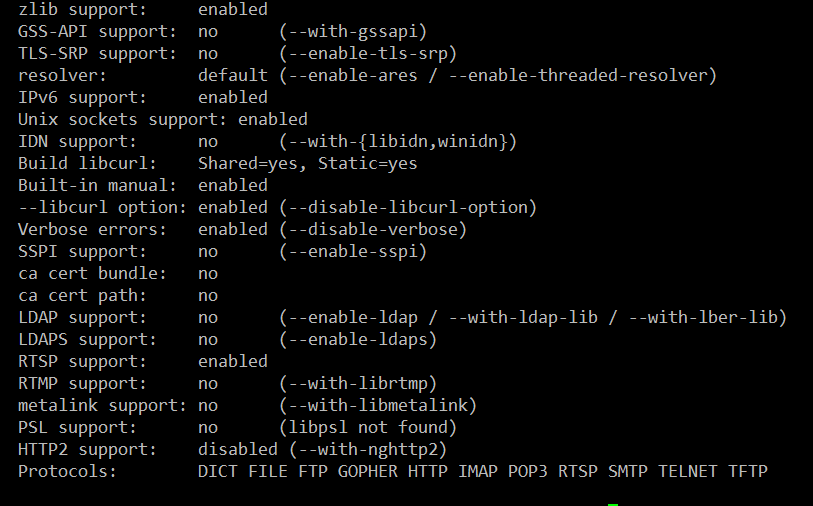 zlib support:     enabled
GSS-API support:  no      (--with-gssapi)
TLS-SRP support:  no      (--enable-tls-srp)
resolver:         default (--enable-ares / --enable-threaded-resolver)
IPv6 support:     enabled
Unix sockets support: enabled
IDN support:      no      (--with-{libidn,winidn})
Build libcurl:    Shared=yes, Static=yes
Built-in manual:  enabled
--libcurl option: enabled (--disable-libcurl-option)
Verbose errors:   enabled (--disable-verbose)
SSPI support:     no      (--enable-sspi)
ca cert bundle:   no
ca cert path:     no
LDAP support:     no      (--enable-ldap / --with-ldap-lib / --with-lber-lib)
LDAPS support:    no      (--enable-ldaps)
RTSP support:     enabled
RTMP support:     no      (--with-librtmp)
metalink support: no      (--with-libmetalink)
PSL support:      no      (libpsl not found)
HTTP2 support:    disabled (--with-nghttp2)
Protocols:        DICT FILE FTP GOPHER HTTP IMAP POP3 RTSP SMTP TELNET TFTP